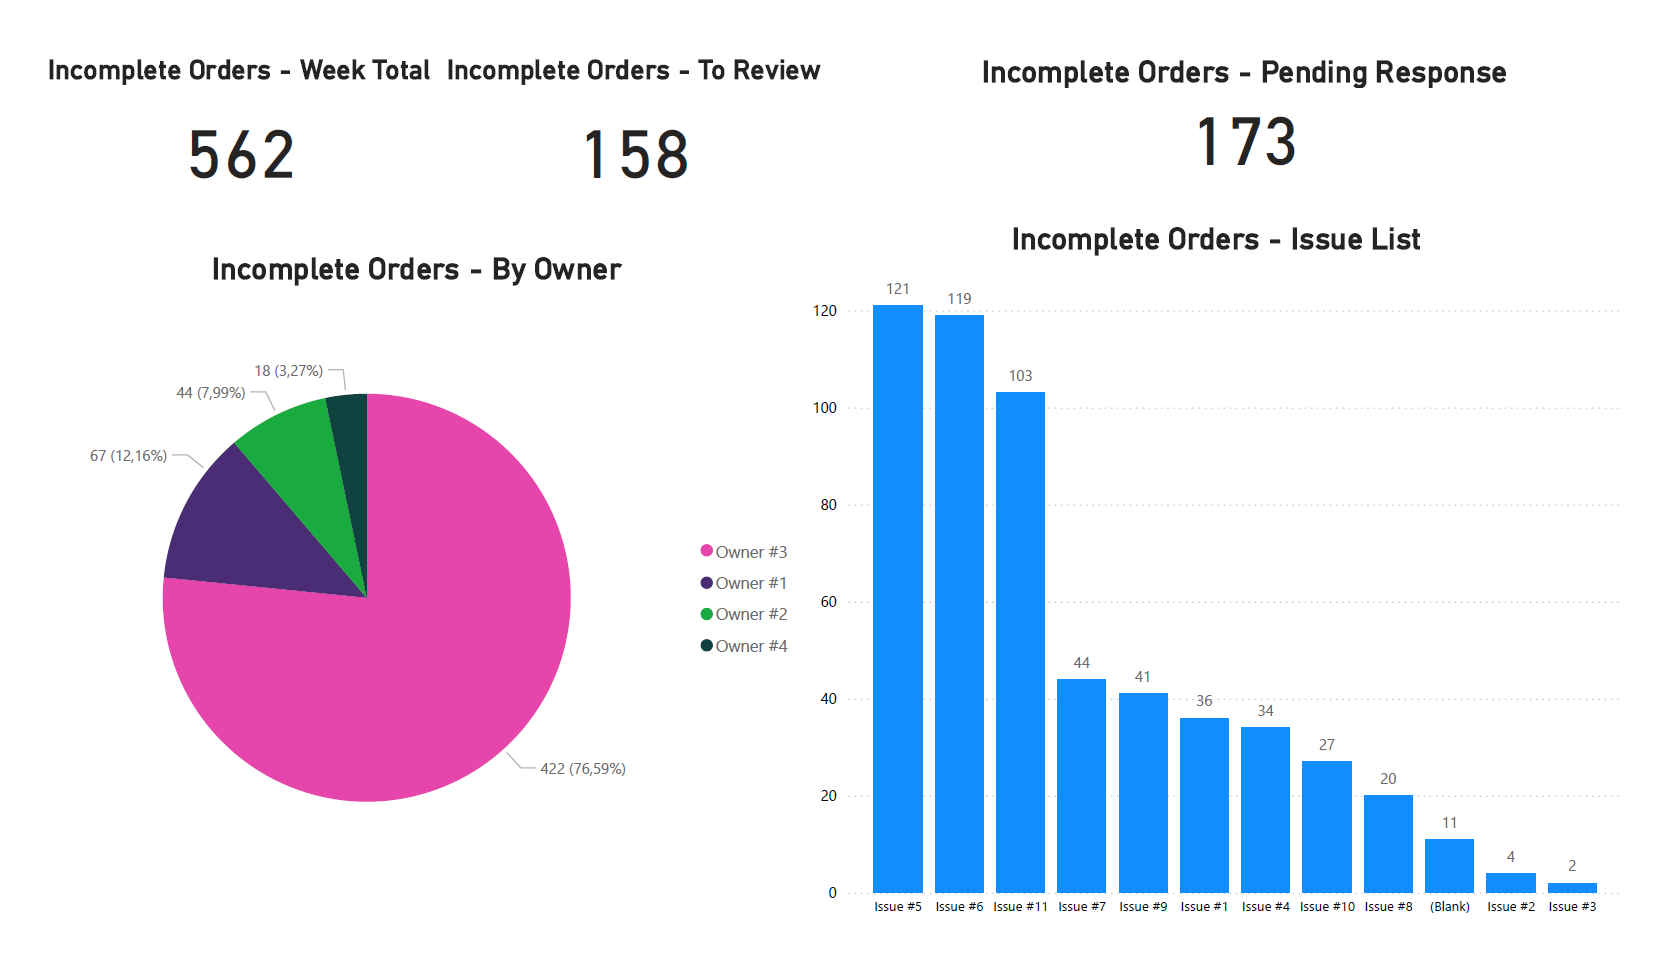 Incomplete Orders - Week Total
562
Incomplete Orders - To Review
158
Incomplete Orders - Pending Response
173
Incomplete Orders - By Owner
18 (3,27%)
44 (7,99%)
67 (12,16%)
422 (76,59%)
Owner #3
Owner #1
Owner #2
Owner #4
Incomplete Orders - Issue List
120
100
80
60
40
20
0
121
119
103
44
41
36
34
27
20
11
4
2
Issue #5
Issue #6
Issue #11
Issue #7
Issue #9
Issue #1
Issue #4
Issue #10
Issue #8
(Blank)
Issue #2
Issue #3